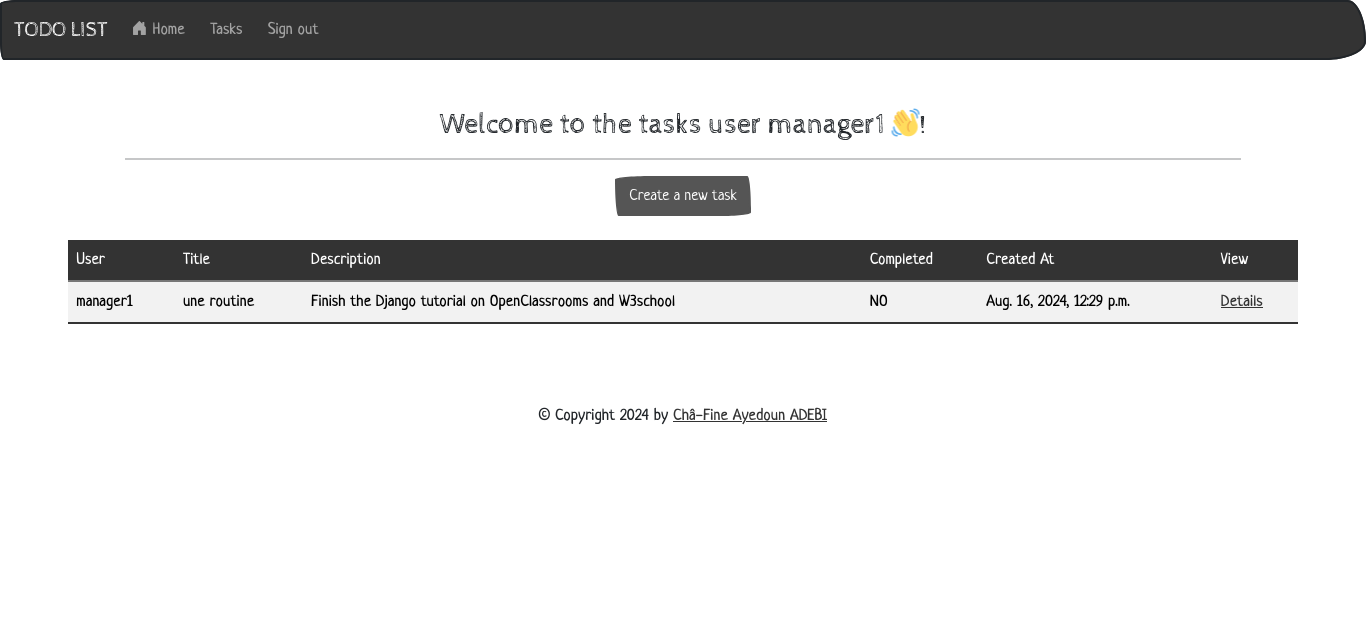 TODO LIST Home Tasks Sign out
Welcome to the tasks user manager1 👋!
Create a new task
User Title Description Completed Created At View
manager1 une routine Finish the Django tutorial on OpenClassrooms and W3school NO Aug. 16, 2024, 12:29 p.m. Details
© Copyright 2024 by Châ-Fine Ayedoun ADEBI